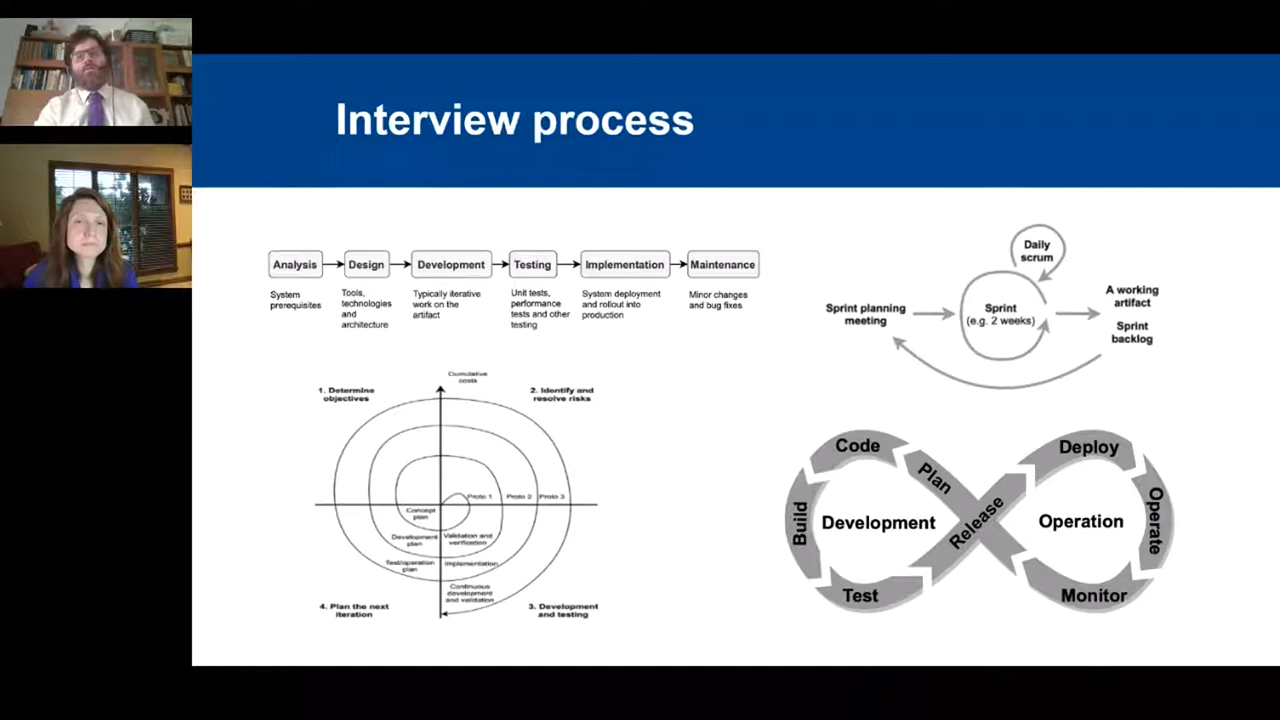 Interview process
Analysis
Design
Development
Testing
Implementation
Maintenance
System
prerequisites
Tools,
technologies
and
architecture
Typically iterative
work on the
artifact
Unit tests,
performance
tests and other
testing
System deployment
and rollout into
production
Minor changes
and bug fixes
Daily
scrum
Sprint planning
meeting
Sprint
(e.g. 2 weeks)
A working
artifact
Sprint
backlog
Cumulative
costs
1. Determine
objectives
2. Identify and
resolve risks
Proto 1
Proto 2
Proto 3
Concept
plan
Development
plan
Validation and
verification
Test/operation
plan
Implementation
Continuous
development
and validation
4. Plan the next
iteration
3. Development
and testing
Code
Plan
Build
Development
Test
Release
Deploy
Operate
Operation
Monitor